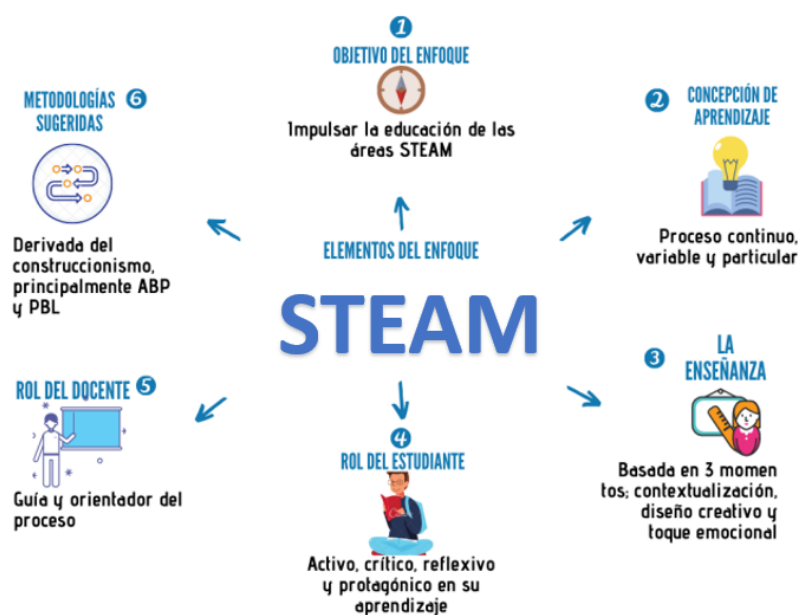 1
OBJETIVO DEL ENFOQUE
Impulsar la educación de las
áreas STEAM
2
CONCEPCIÓN DE
APRENDIZAJE
Proceso continuo,
variable y particular
3
LA
ENSEÑANZA
Basada en 3 momen
tos; contextualización,
diseño creativo y
toque emocional
4
ROL DEL ESTUDIANTE
Activo, crítico, reflexivo
y protagónico en su
aprendizaje
ROL DEL DOCENTE 5
Guía y orientador del
proceso
METODOLOGÍAS 6
SUGERIDAS
Derivada del
construccionismo,
principalmente ABP
y PBL
ELEMENTOS DEL ENFOQUE
STEAM